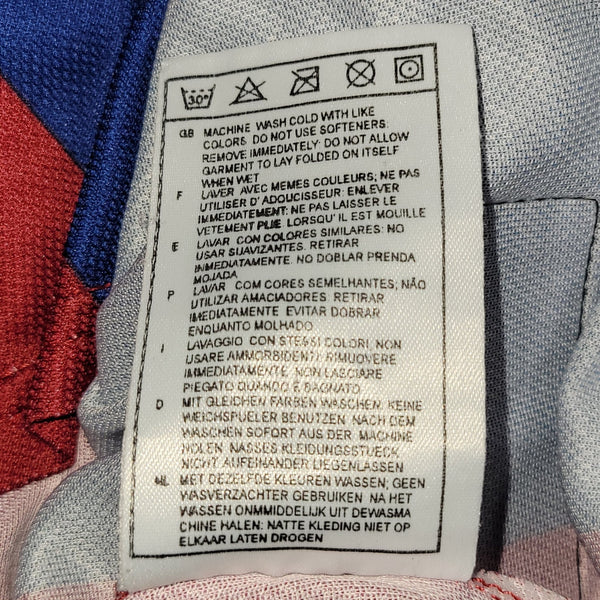 30°
GB MACHINE WASH COLD WITH LIKE
COLORS. DO NOT USE SOFTENERS.
REMOVE IMMEDIATELY: DO NOT ALLOW
GARMENT TO LAY FOLDED ON ITSELF
WHEN WET
F LAVER AVEC MEMES COULEURS; NE PAS
UTILISER D'ADOUCISSEUR: ENLEVER
IMMEDIATEMENT: NE PAS LAISSER LE
VETEMENT PLIE LORSQU'IL EST MOUILLE
E LAVAR CON COLORES SIMILARES: NO
USAR SUAVIZANTES. RETIRAR
INMEDIATAMENTE. NO DOBLAR PRENDA
MOJADA
P LAVAR COM CORES SEMELHANTES; NÃO
UTILIZAR AMACIADORES RETIRAR
IMEDIATAMENTE EVITAR DOBRAR
ENQUANTO MOLHADO
I LAVAGGIO CON STESSI COLORI, NON
USARE AMMORBIDENTI. RIMUOVERE
IMMEDIATAMENTE NON LASCIARE
PIEGATO QUANDO È BAGNATO
D MIT GLEICHEN FARBEN WASCHEN. KEINE
WEICHSPUELER BENUTZEN NACH DEM
WASCHEN SOFORT AUS DER MACHINE
HOLEN. NASSES KLEIDUNGSSTUECK
NICHT AUFEINANDER LIEGENLASSEN
NL MET DEZELFDE KLEUREN WASSEN; GEEN
WASVERZACHTER GEBRUIKEN NA HET
WASSEN ONMMIDDELIJK UIT DEWASMA
CHINE HALEN: NATTE KLEDING NIET OP
ELKAAR LATEN DROGEN